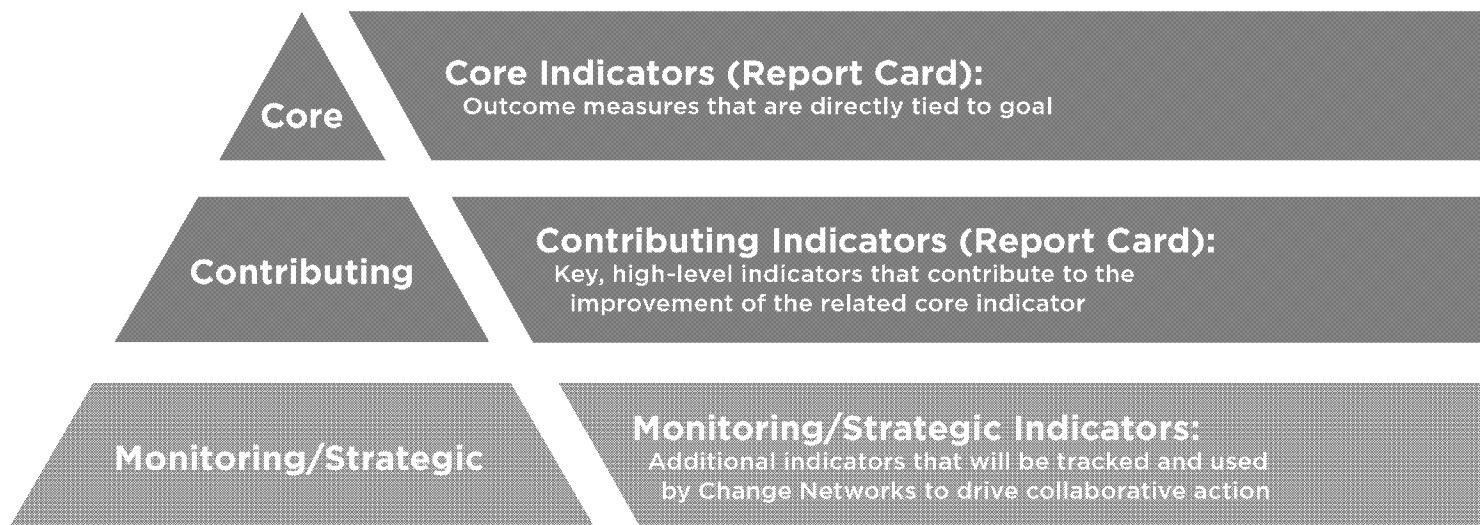 Core
Core Indicators (Report Card):
Outcome measures that are directly tied to goal
Contributing
Contributing Indicators (Report Card):
Key, high-level indicators that contribute to the
improvement of the related core indicator
Monitoring/Strategic
Monitoring/Strategic Indicators:
Additional indicators that will be tracked and used
by Change Networks to drive collaborative action